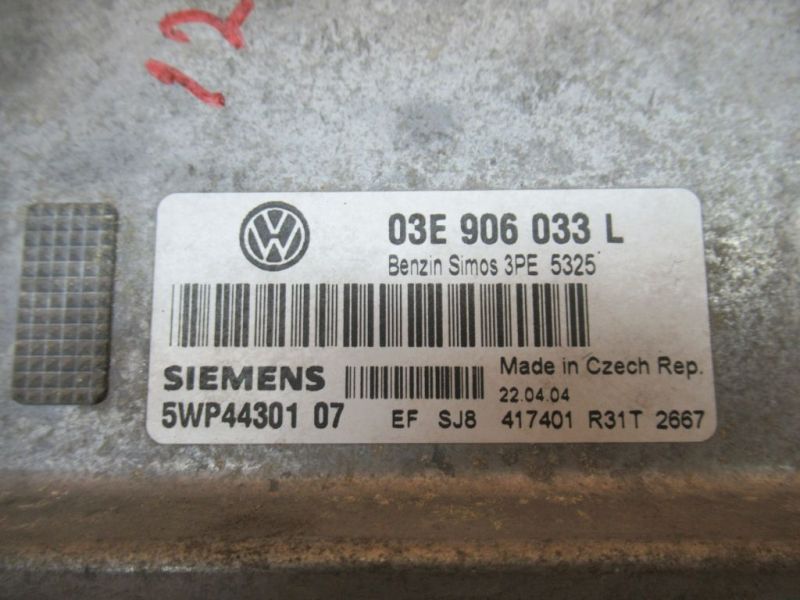 12
03E 906 033 L
Benzin Simos 3PE 5325
SIEMENS
Made in Czech Rep.
22.04.04
5WP44301 07
EF SJ8 417401 R31T 2667